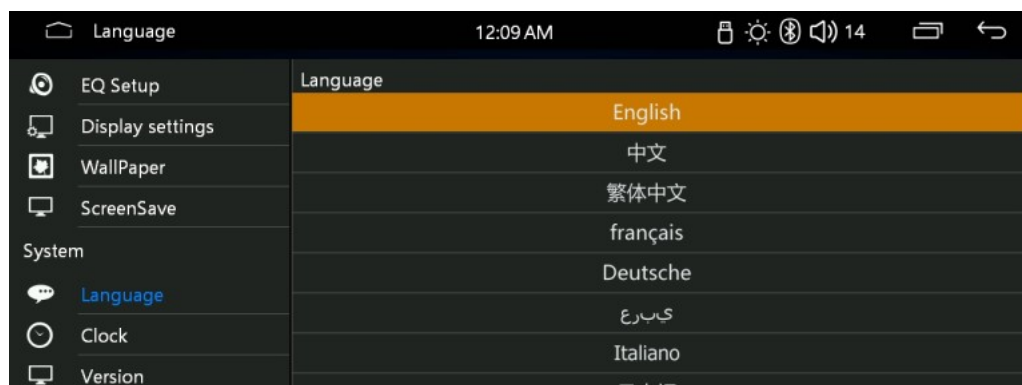 Language
12:09 AM
14
EQ Setup
Display settings
WallPaper
ScreenSave
System
Language
Clock
Version
Language
English
中文
繁体中文
français
Deutsche
عربي
Italiano